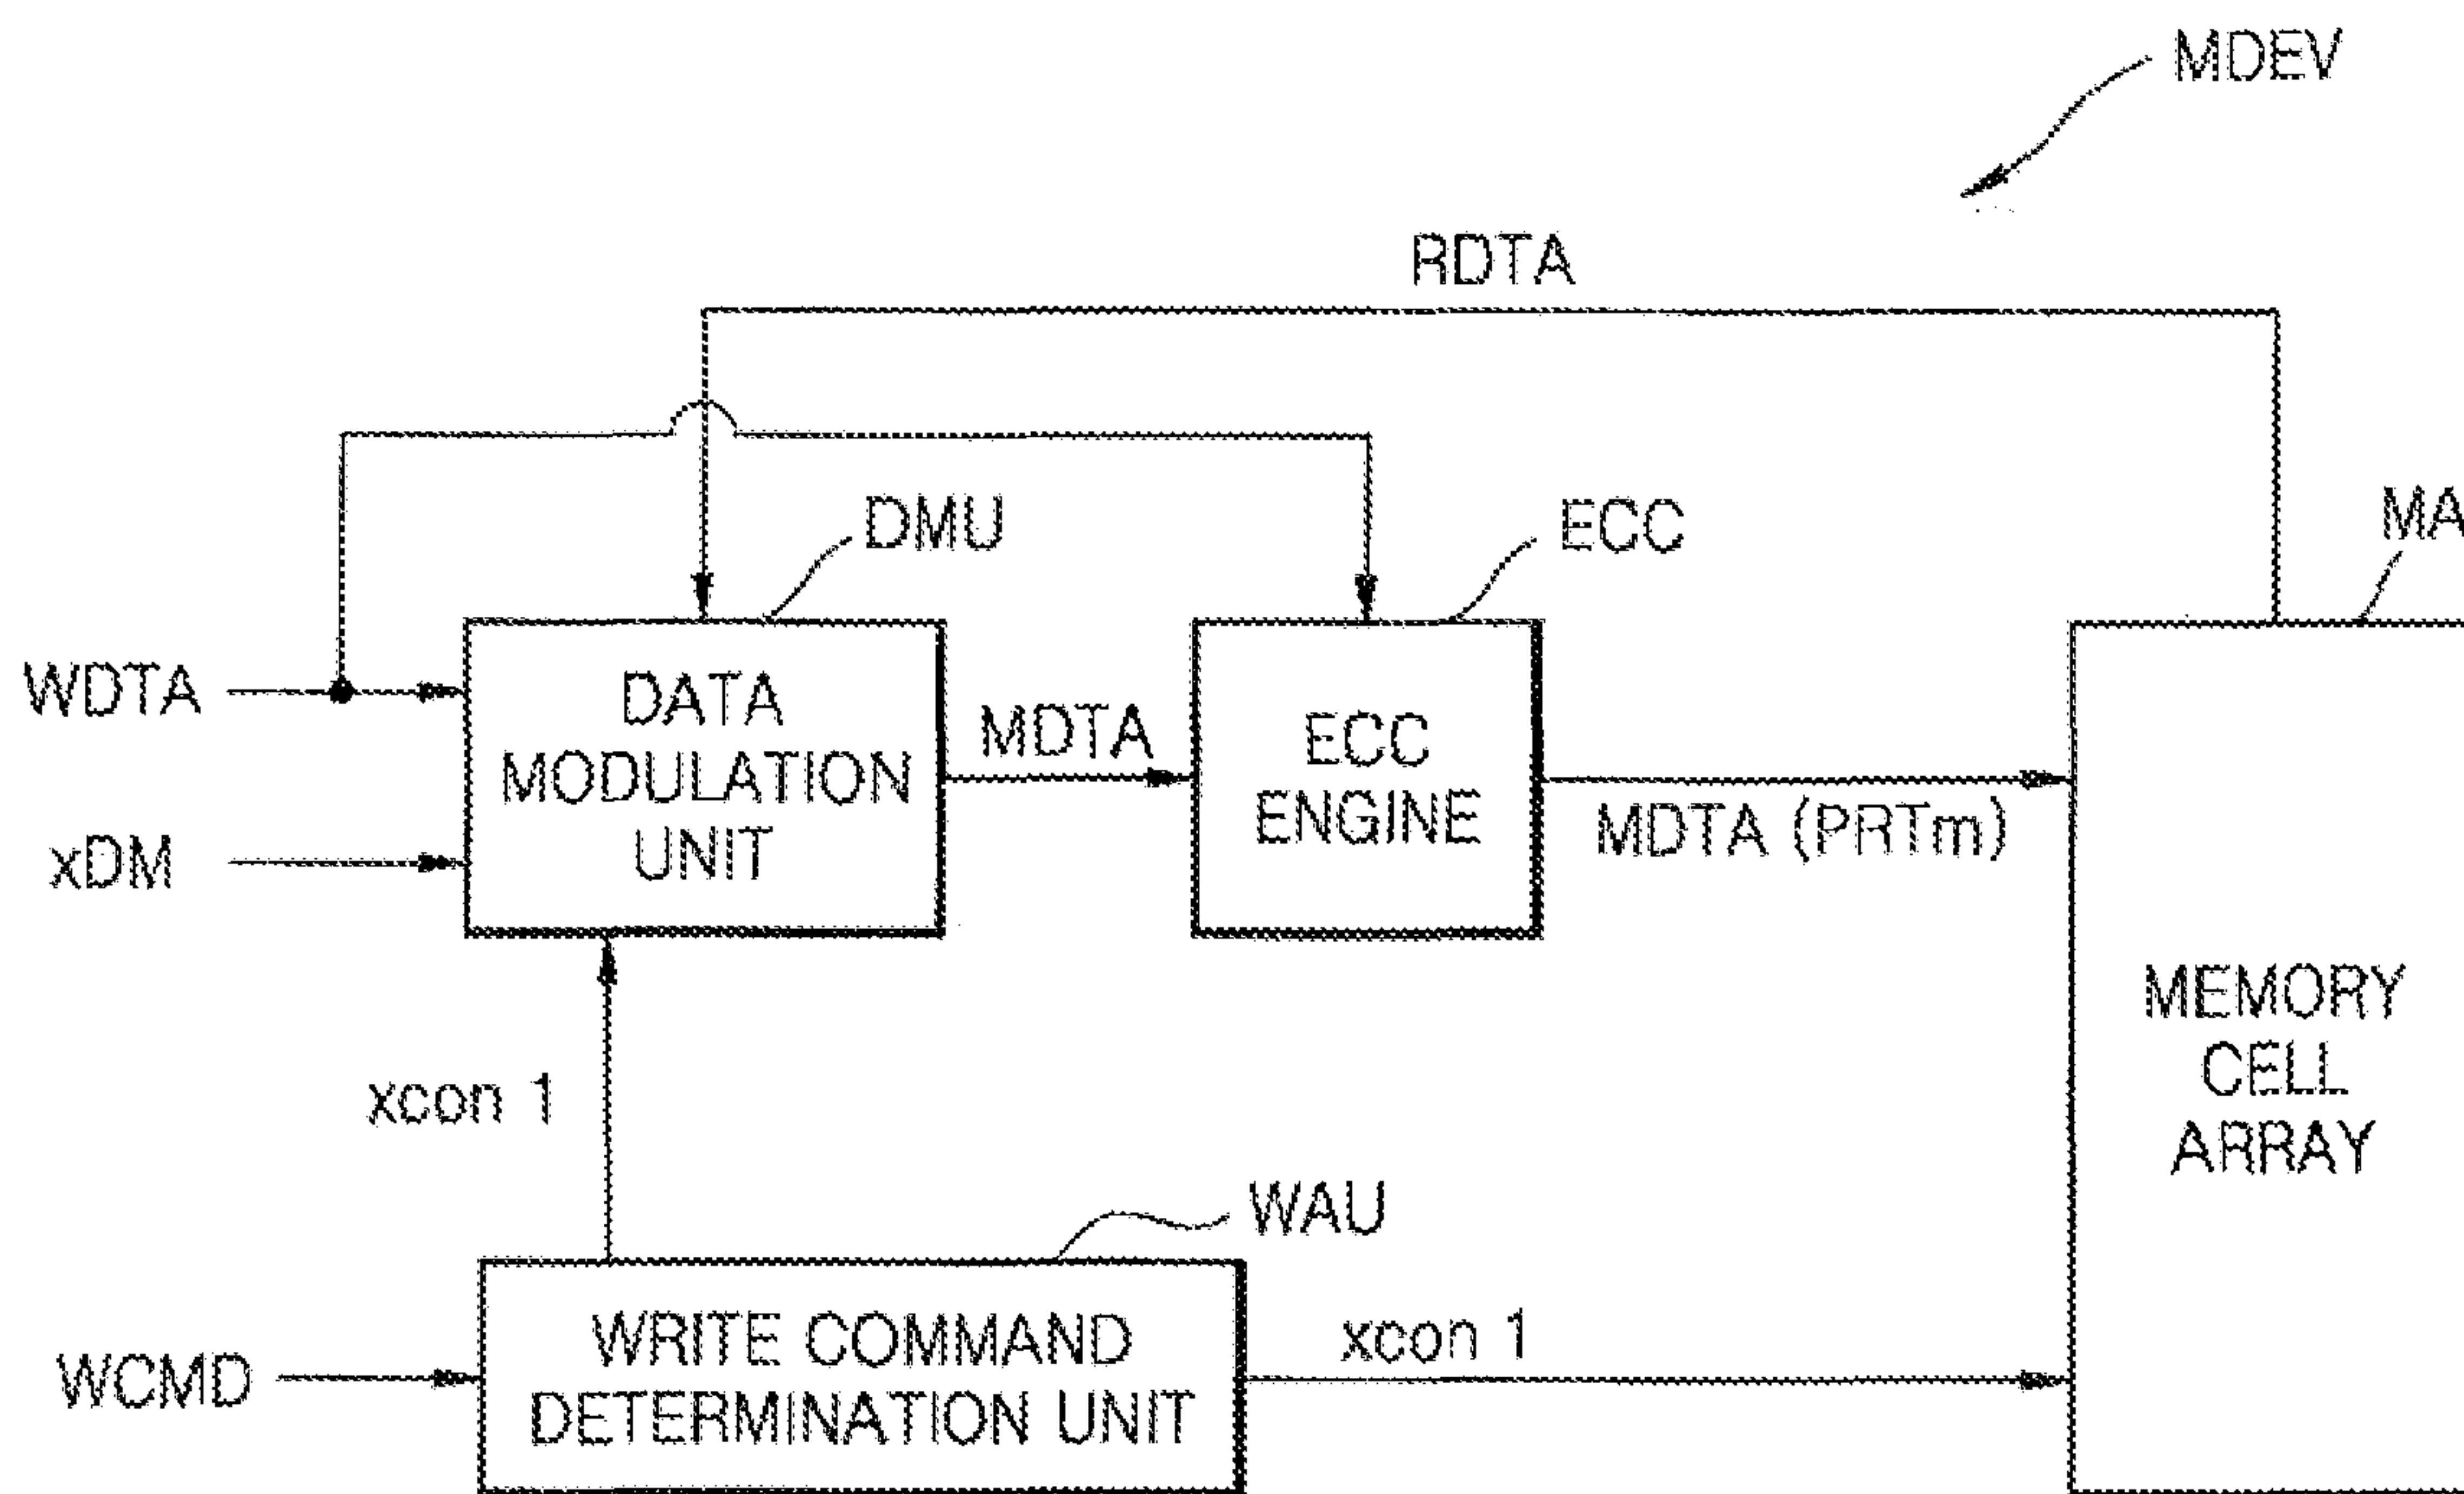 MDEV
RDTA
DMU
ECC
MA
WDTA
xDM
DATA
MODULATION
UNIT
MDTA
ECC
ENGINE
MDTA (PRTm)
MEMORY
CELL
ARRAY
xcon 1
WAU
WCMD
WRITE COMMAND
DETERMINATION UNIT
xcon 1